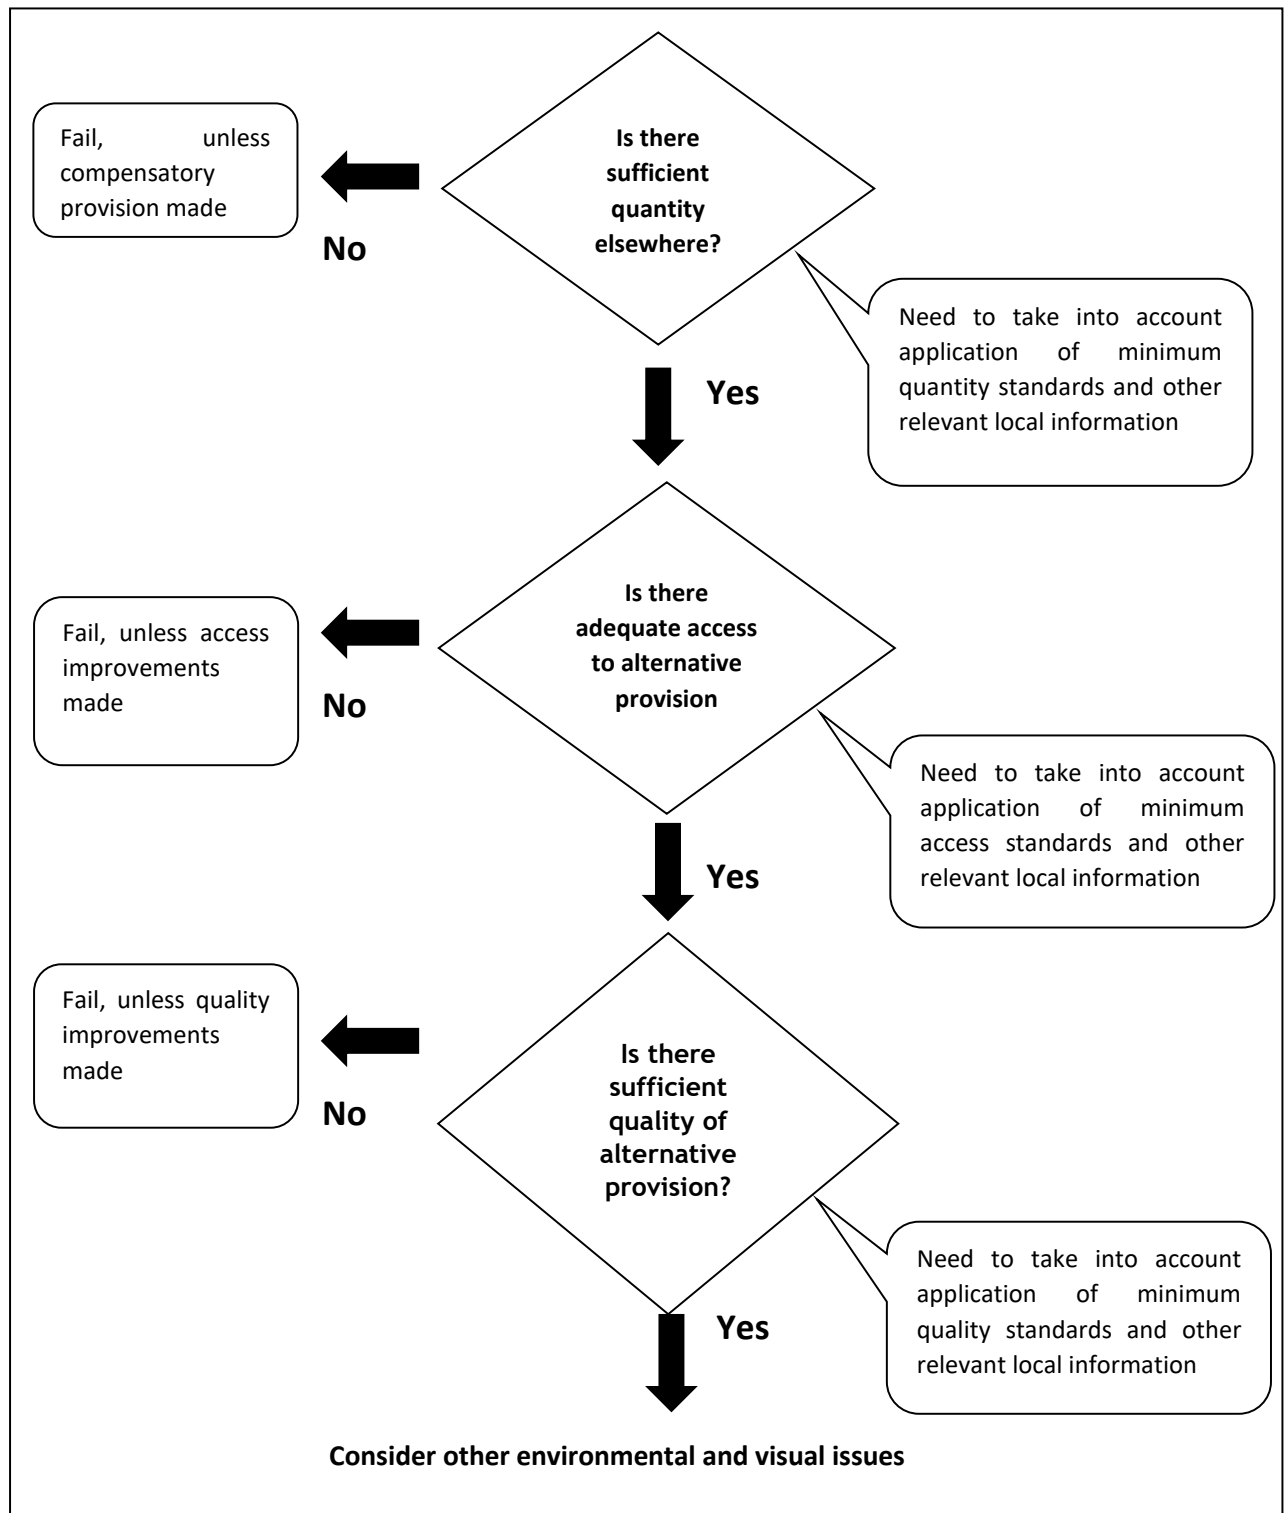 Is there
sufficient
quantity
elsewhere?
Fail, unless
compensatory
provision made
No
Need to take into account
application of minimum
quantity standards and other
relevant local information
Yes
Is there
adequate access
to alternative
provision
Fail, unless access
improvements
made
No
Need to take into account
application of minimum
access standards and other
relevant local information
Yes
Is there
sufficient
quality of
alternative
provision?
Fail, unless quality
improvements
made
No
Need to take into account
application of minimum
quality standards and other
relevant local information
Yes
Consider other environmental and visual issues